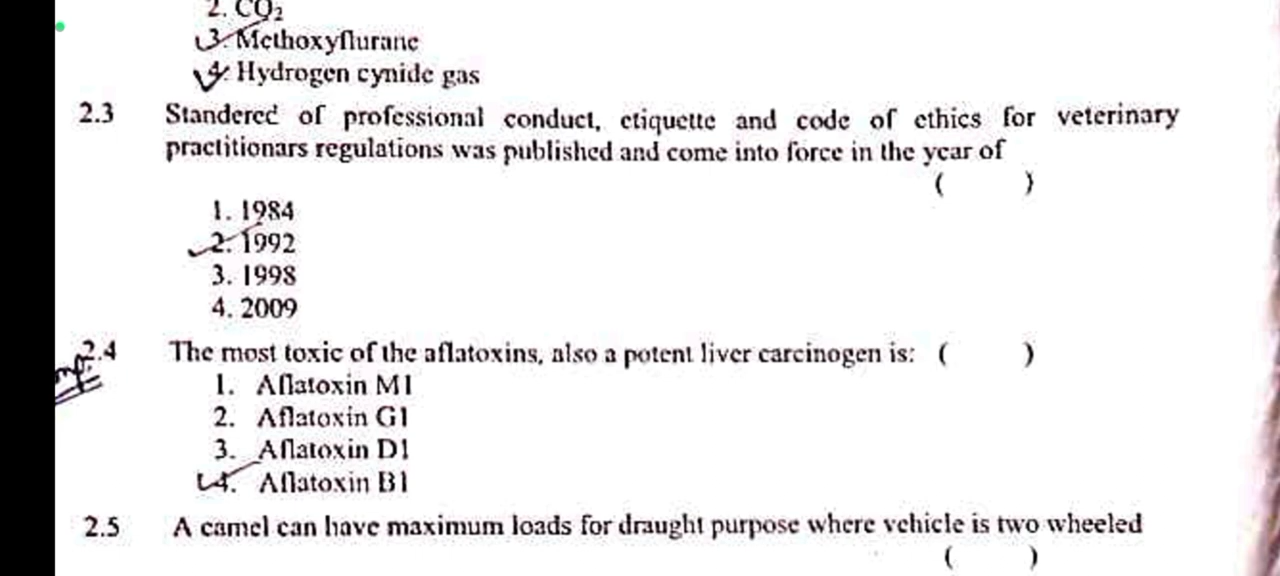 2. CO₂
3. Methoxyflurane
4. Hydrogen cynide gas
2.3 Standered of professional conduct, etiquette and code of ethics for veterinary
practitionars regulations was published and come into force in the year of
( )
1. 1984
2. 1992
3. 1998
4. 2009
2.4 The most toxic of the aflatoxins, also a potent liver carcinogen is: ( )
1. Aflatoxin M1
2. Aflatoxin G1
3. Aflatoxin D1
4. Aflatoxin B1
2.5 A camel can have maximum loads for draught purpose where vehicle is two wheeled
( )